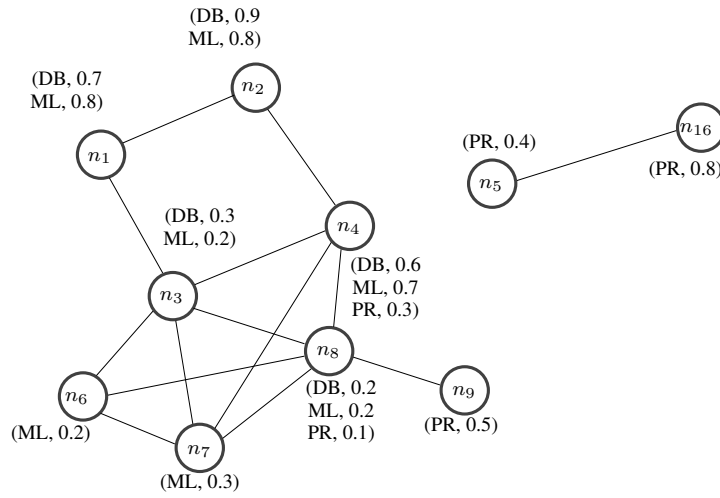 (DB, 0.9
ML, 0.8)
n2
(DB, 0.7
ML, 0.8)
n1
n16
(PR, 0.8)
(PR, 0.4)
n5
(DB, 0.3
ML, 0.2)
n4
(DB, 0.6
ML, 0.7
PR, 0.3)
n3
n8
(DB, 0.2
ML, 0.2
PR, 0.1)
n9
(PR, 0.5)
n6
(ML, 0.2)
n7
(ML, 0.3)